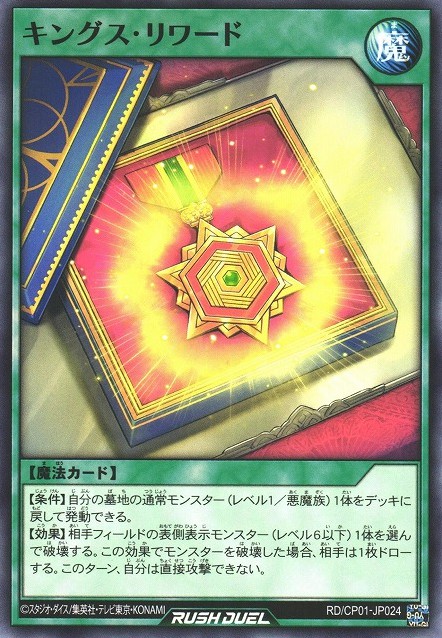 キングス・リワード
魔
【魔法カード】
【条件】自分の墓地の通常モンスター（レベル1／悪魔族）1体をデッキに
戻して発動できる。
【効果】相手フィールドの表側表示モンスター（レベル6以下）1体を選ん
で破壊する。この効果でモンスターを破壊した場合、相手は1枚ドロー
する。このターン、自分は直接攻撃できない。
©スタジオ・ダイス/集英社・テレビ東京・KONAMI
RUSH DUEL
RD/CP01-JP024